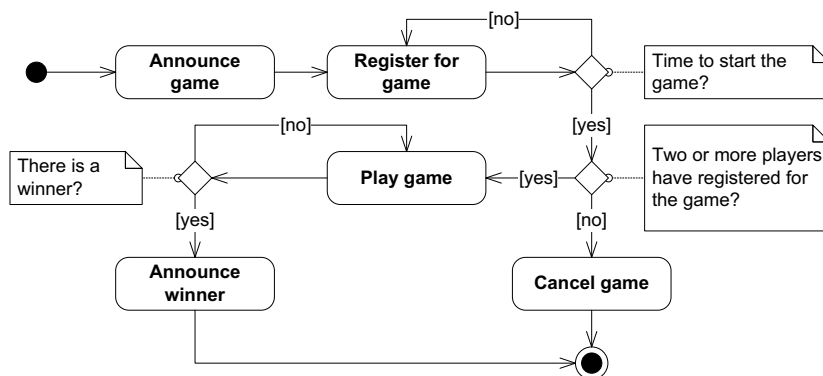 [no]
Announce
game
Register for
game
Time to start the
game?
[yes]
[no]
There is a
winner?
Play game
[yes]
Two or more players
have registered for
the game?
[yes]
[no]
Announce
winner
Cancel game